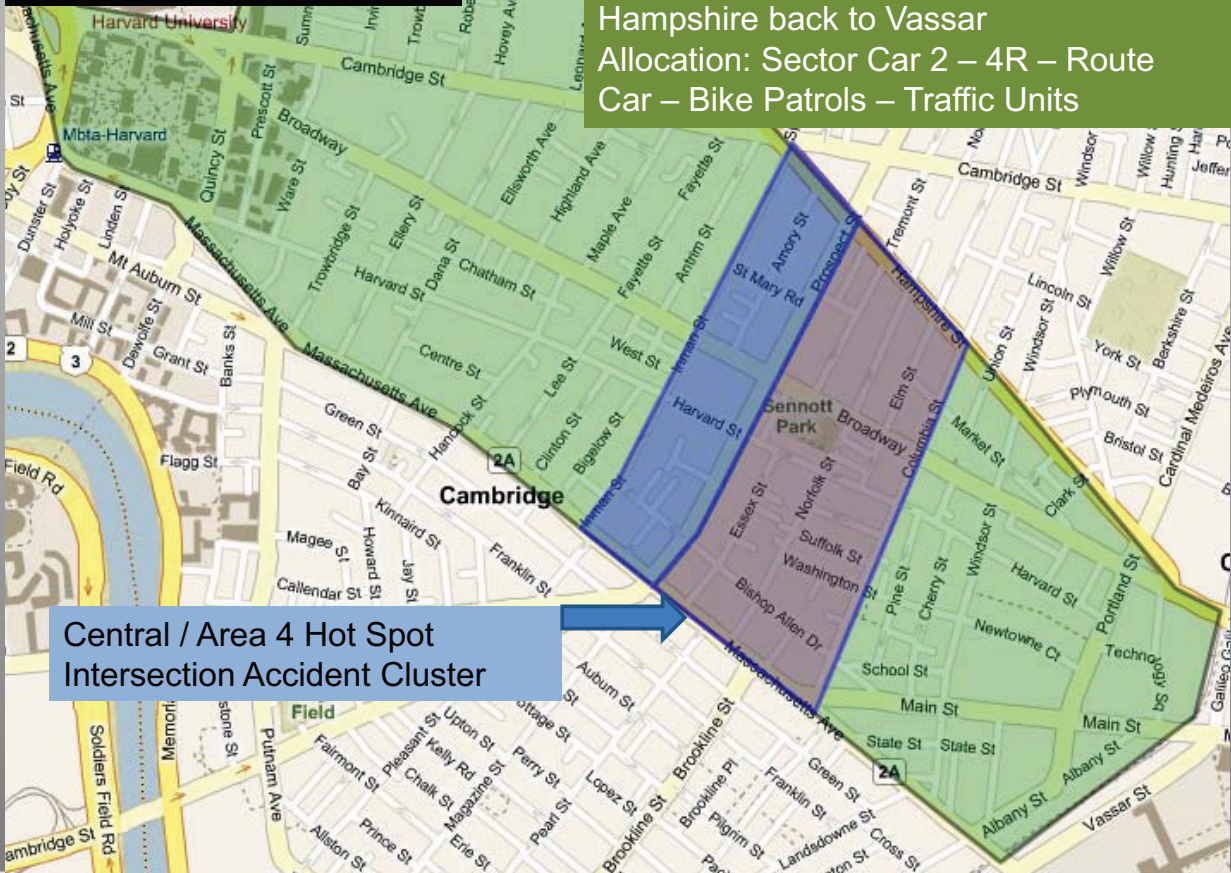 Hampshire back to Vassar
Allocation: Sector Car 2 – 4R – Route
Car – Bike Patrols – Traffic Units
Harvard University
Cambridge St
Hovey Av
Mbta-Harvard
Massachusetts Ave
Prescott St
Broadway
Quincy St
Ware St
Ellsworth Ave
Highland Ave
Maple Ave
Fayette St
Fayette St
Antrim St
Amory St
Prospect St
St Mary Rd
Inman St
Tremont St
Cambridge St
Windsor
Willow
Hunting
Jeffer
Dunster St
Holyoke St
Linden St
Mt Auburn St
Massachusetts Ave
Trowbridge St
Ellery St
Dana St
Harvard St
Chatham St
Hampshire St
Lincoln St
Willow St
Berkshire St
Union St
Windsor St
York St
Plymouth St
Bristol St
Cardinal Medeiros Ave
2
3
Mill St
Dewolfe St
Grant St
Banks St
Massachusetts Ave
Centre St
Lee St
West St
Harvard St
Sennott
Park
Broadway
Elm St
Columbia St
Market St
Clark St
Green St
Hancock St
2A
Clinton St
Bigelow St
Inman St
Field Rd
Flagg St
Bay St
Cambridge
Kinnaird St
Essex St
Norfolk St
Suffolk St
Washington St
Bishop Allen Dr
Windsor St
Harvard St
Portland St
Pine St
Cherry St
Newtowne Ct
Technology Sq
Magee St
Howard St
Jay St
Franklin St
Callendar St
Central / Area 4 Hot Spot
Intersection Accident Cluster
Massachusetts Ave
School St
Main St
Main St
State St
State St
Albany St
Albany St
Vassar St
2A
Soldiers Field Rd
Putnam Ave
Field
Auburn St
Fairmont St
Pleasant St
Upton St
Kelly Rd
Chalk St
Magazine St
Perry St
Lopez St
Pearl St
Erie St
Prince St
Allston St
Brookline St
Brookline St
Brookline Pl
Pilgrim St
Franklin St
Green St
Landsdowne St
Cross St
ambridge St